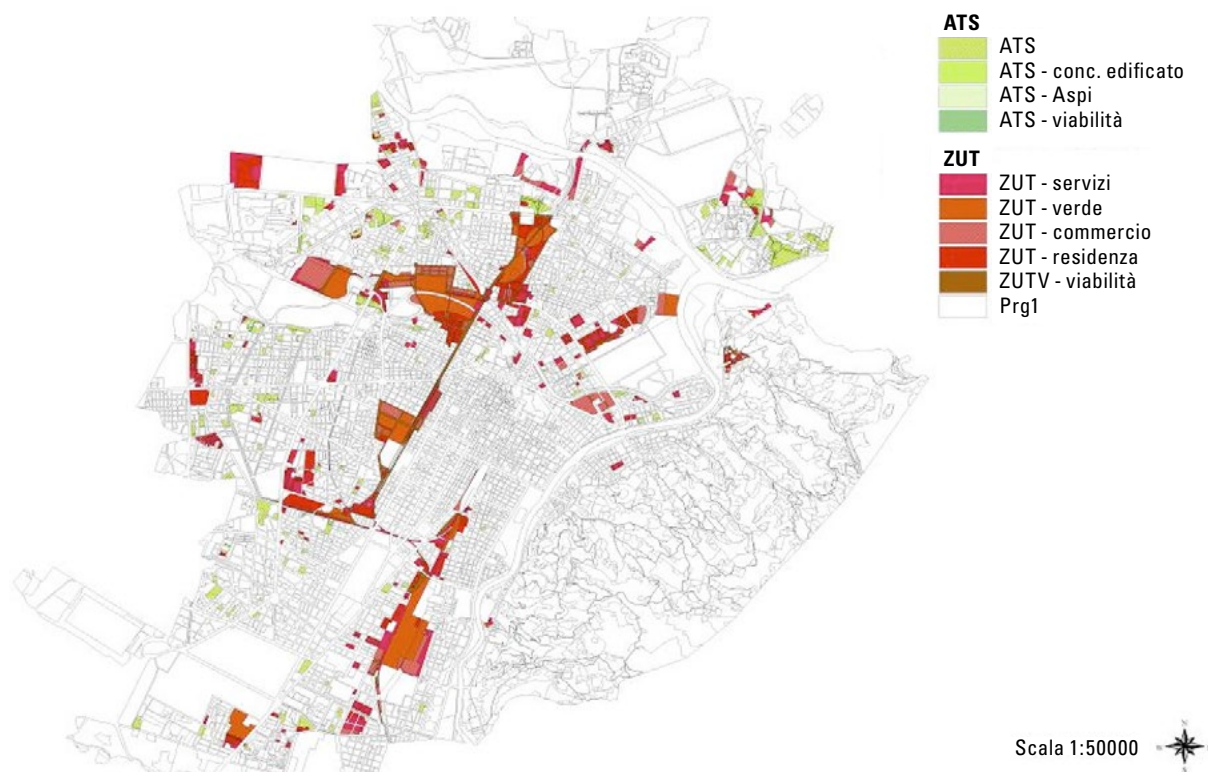 ATS
ATS
ATS - conc. edificato
ATS - Aspi
ATS - viabilità
ZUT
ZUT - servizi
ZUT - verde
ZUT - commercio
ZUT - residenza
ZUTV - viabilità
Prg1
Scala 1:50000